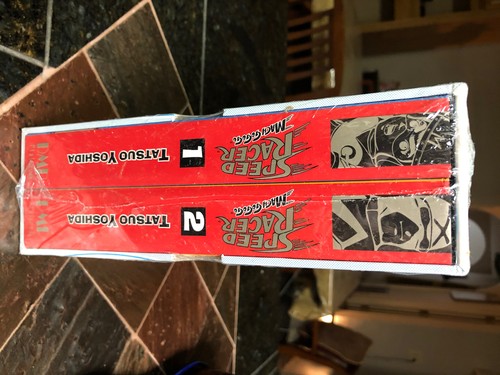 SPEED
RACER
MACH GO GO GO
1
TATSUO YOSHIDA
SPEED
RACER
MACH GO GO GO
2
TATSUO YOSHIDA